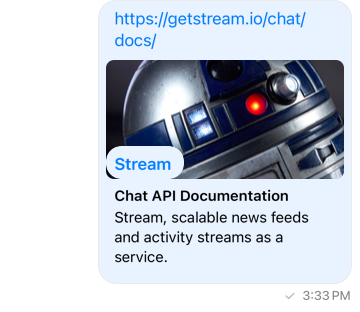 https://getstream.io/chat/
docs/
Stream
Chat API Documentation
Stream, scalable news feeds
and activity streams as a
service.
3:33 PM